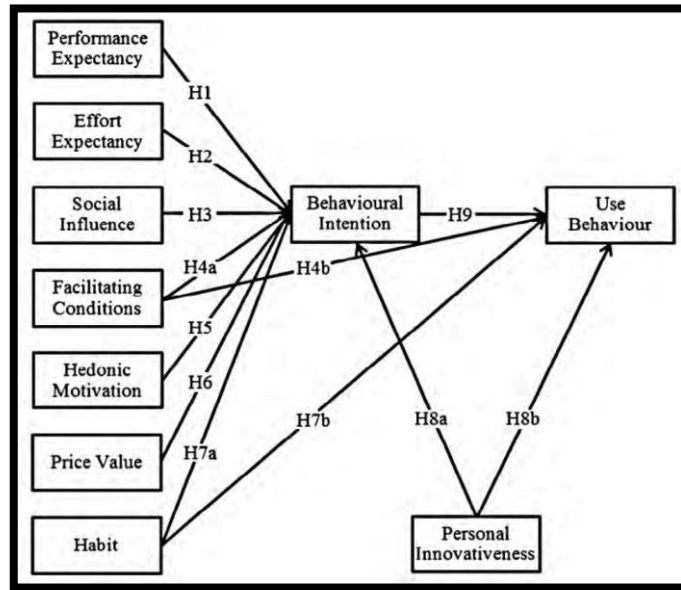 Performance
Expectancy
H1
Effort
Expectancy
H2
Social
Influence
H3
Behavioural
Intention
H9
Use
Behaviour
H4a
H4b
Facilitating
Conditions
H5
Hedonic
Motivation
H6
H7b
H8a
H8b
Price Value
H7a
Habit
Personal
Innovativeness